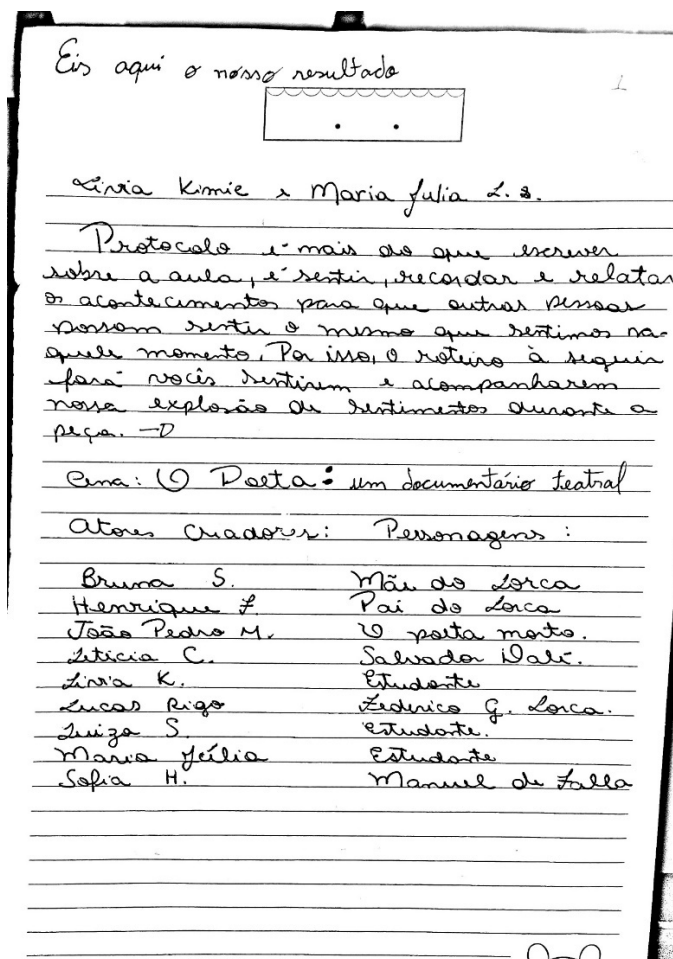 Eis aqui o nosso resultado
1
Livia Kimie e Maria Julia L. S.
Protocolo é mais do que escrever
sobre a aula, é sentir, recordar e relatar
os acontecimentos para que outras pessoas
possam sentir o mesmo que sentimos na-
quele momento. Por isso, o roteiro à seguir
fará vocês sentirem e acompanharem
nossa explosão de sentimentos durante a
peça. →
Cena: O Poeta: um documentário teatral
Atores Criadores: Personagens:
Bruna S. Mãe do Lorca
Henrique F. Pai do Lorca
João Pedro M. O poeta morto.
Leticia C. Salvador Dalí.
Livia K. Estudante
Lucas Rigo Federico G. Lorca.
Luiza S. Estudante.
Maria Júlia Estudante
Sofia H. Manuel de Falla